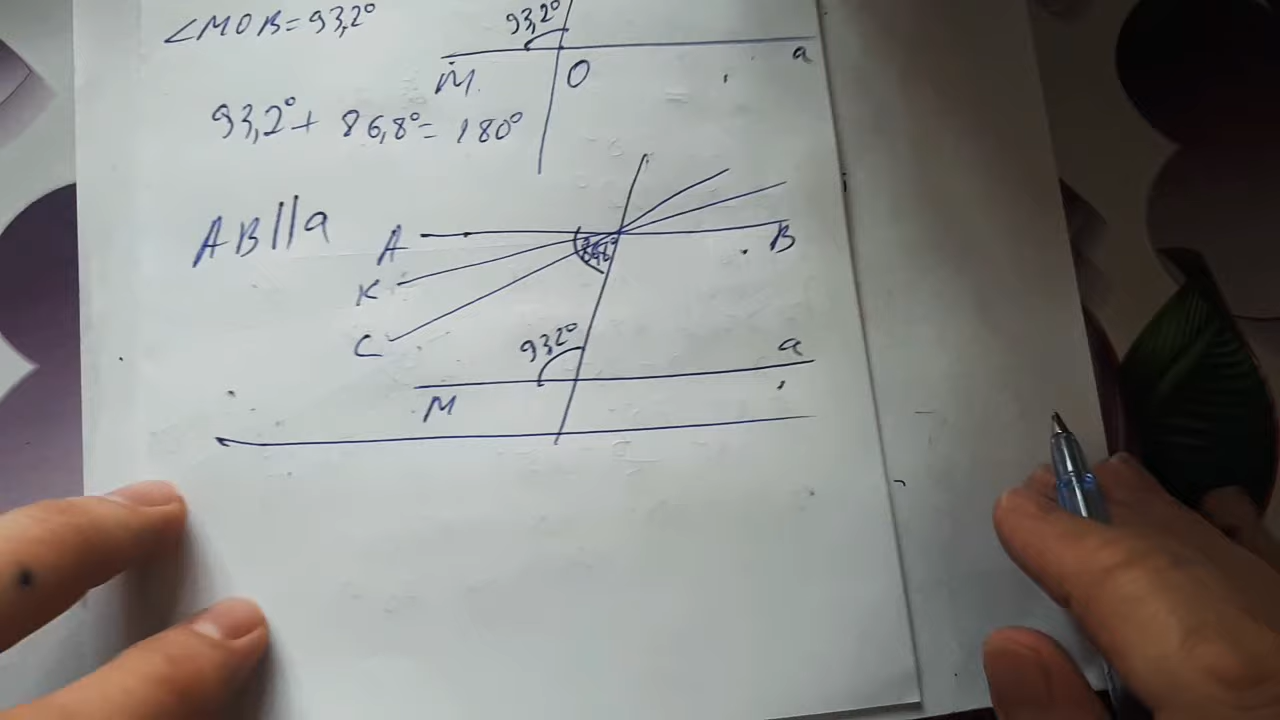 ∠MOB=93,2°
93,2°
M
O
a
93,2°+ 86,8°= 180°
AB||a
A
B
K
C
93,2°
a
M